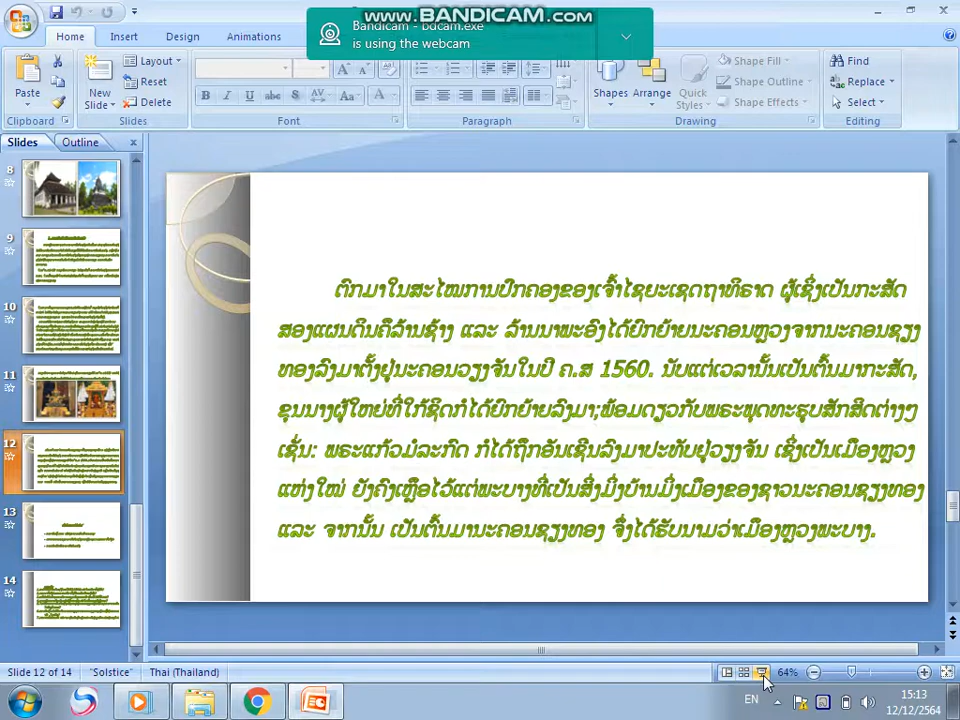 www.BANDICAM.com
Bandicam - bdcam.exe
is using the webcam
Home
Insert
Design
Animations
Paste
Clipboard
New
Slide
Layout
Reset
Delete
Slides
Font
Paragraph
Shapes
Arrange
Quick
Styles
Shape Fill
Shape Outline
Shape Effects
Drawing
Find
Replace
Select
Editing
Slides
Outline
8
9
10
11
12
13
14
ຕົກມາໃນສະໄໝການປົກຄອງຂອງເຈົ້າໄຊຍະເຊດຖາທິຣາດ ຜູ້ເຊິ່ງເປັນກະສັດ
ສອງແຜນດິນຄືລ້ານຊ້າງ ແລະ ລ້ານນາພະອົງໄດ້ຍົກຍ້າຍນະຄອນຫຼວງຈາກນະຄອນຊຽງ
ທອງລົງມາຕັ້ງຢູ່ນະຄອນວຽງຈັນໃນປີ ຄ.ສ 1560. ນັບແຕ່ເວລານັ້ນເປັນຕົ້ນມາກະສັດ,
ຂຸນນາງຜູ້ໃຫຍ່ທີ່ໃກ້ຊິດກໍໄດ້ຍົກຍ້າຍລົງມາ;ພ້ອມດຽວກັບພຣະພຸດທະຮູບສັກສິດຕ່າງໆ
ເຊັ່ນ: ພຣະແກ້ວມໍລະກົດ ກໍໄດ້ຖືກອັນເຊີນລົງມາປະທັບຢູ່ວຽງຈັນ ເຊິ່ງເປັນເມືອງຫຼວງ
ແຫ່ງໃໝ່ ຍັງຄົງເຫຼືອໄວ້ແຕ່ພະບາງທີ່ເປັນສິ່ງມິ່ງບ້ານມິ່ງເມືອງຂອງຊາວນະຄອນຊຽງທອງ
ແລະ ຈາກນັ້ນ ເປັນຕົ້ນມານະຄອນຊຽງທອງ ຈຶ່ງໄດ້ຮັບນາມວ່າເມືອງຫຼວງພະບາງ.
Slide 12 of 14
"Solstice"
Thai (Thailand)
64%
EN
15:13
12/12/2564